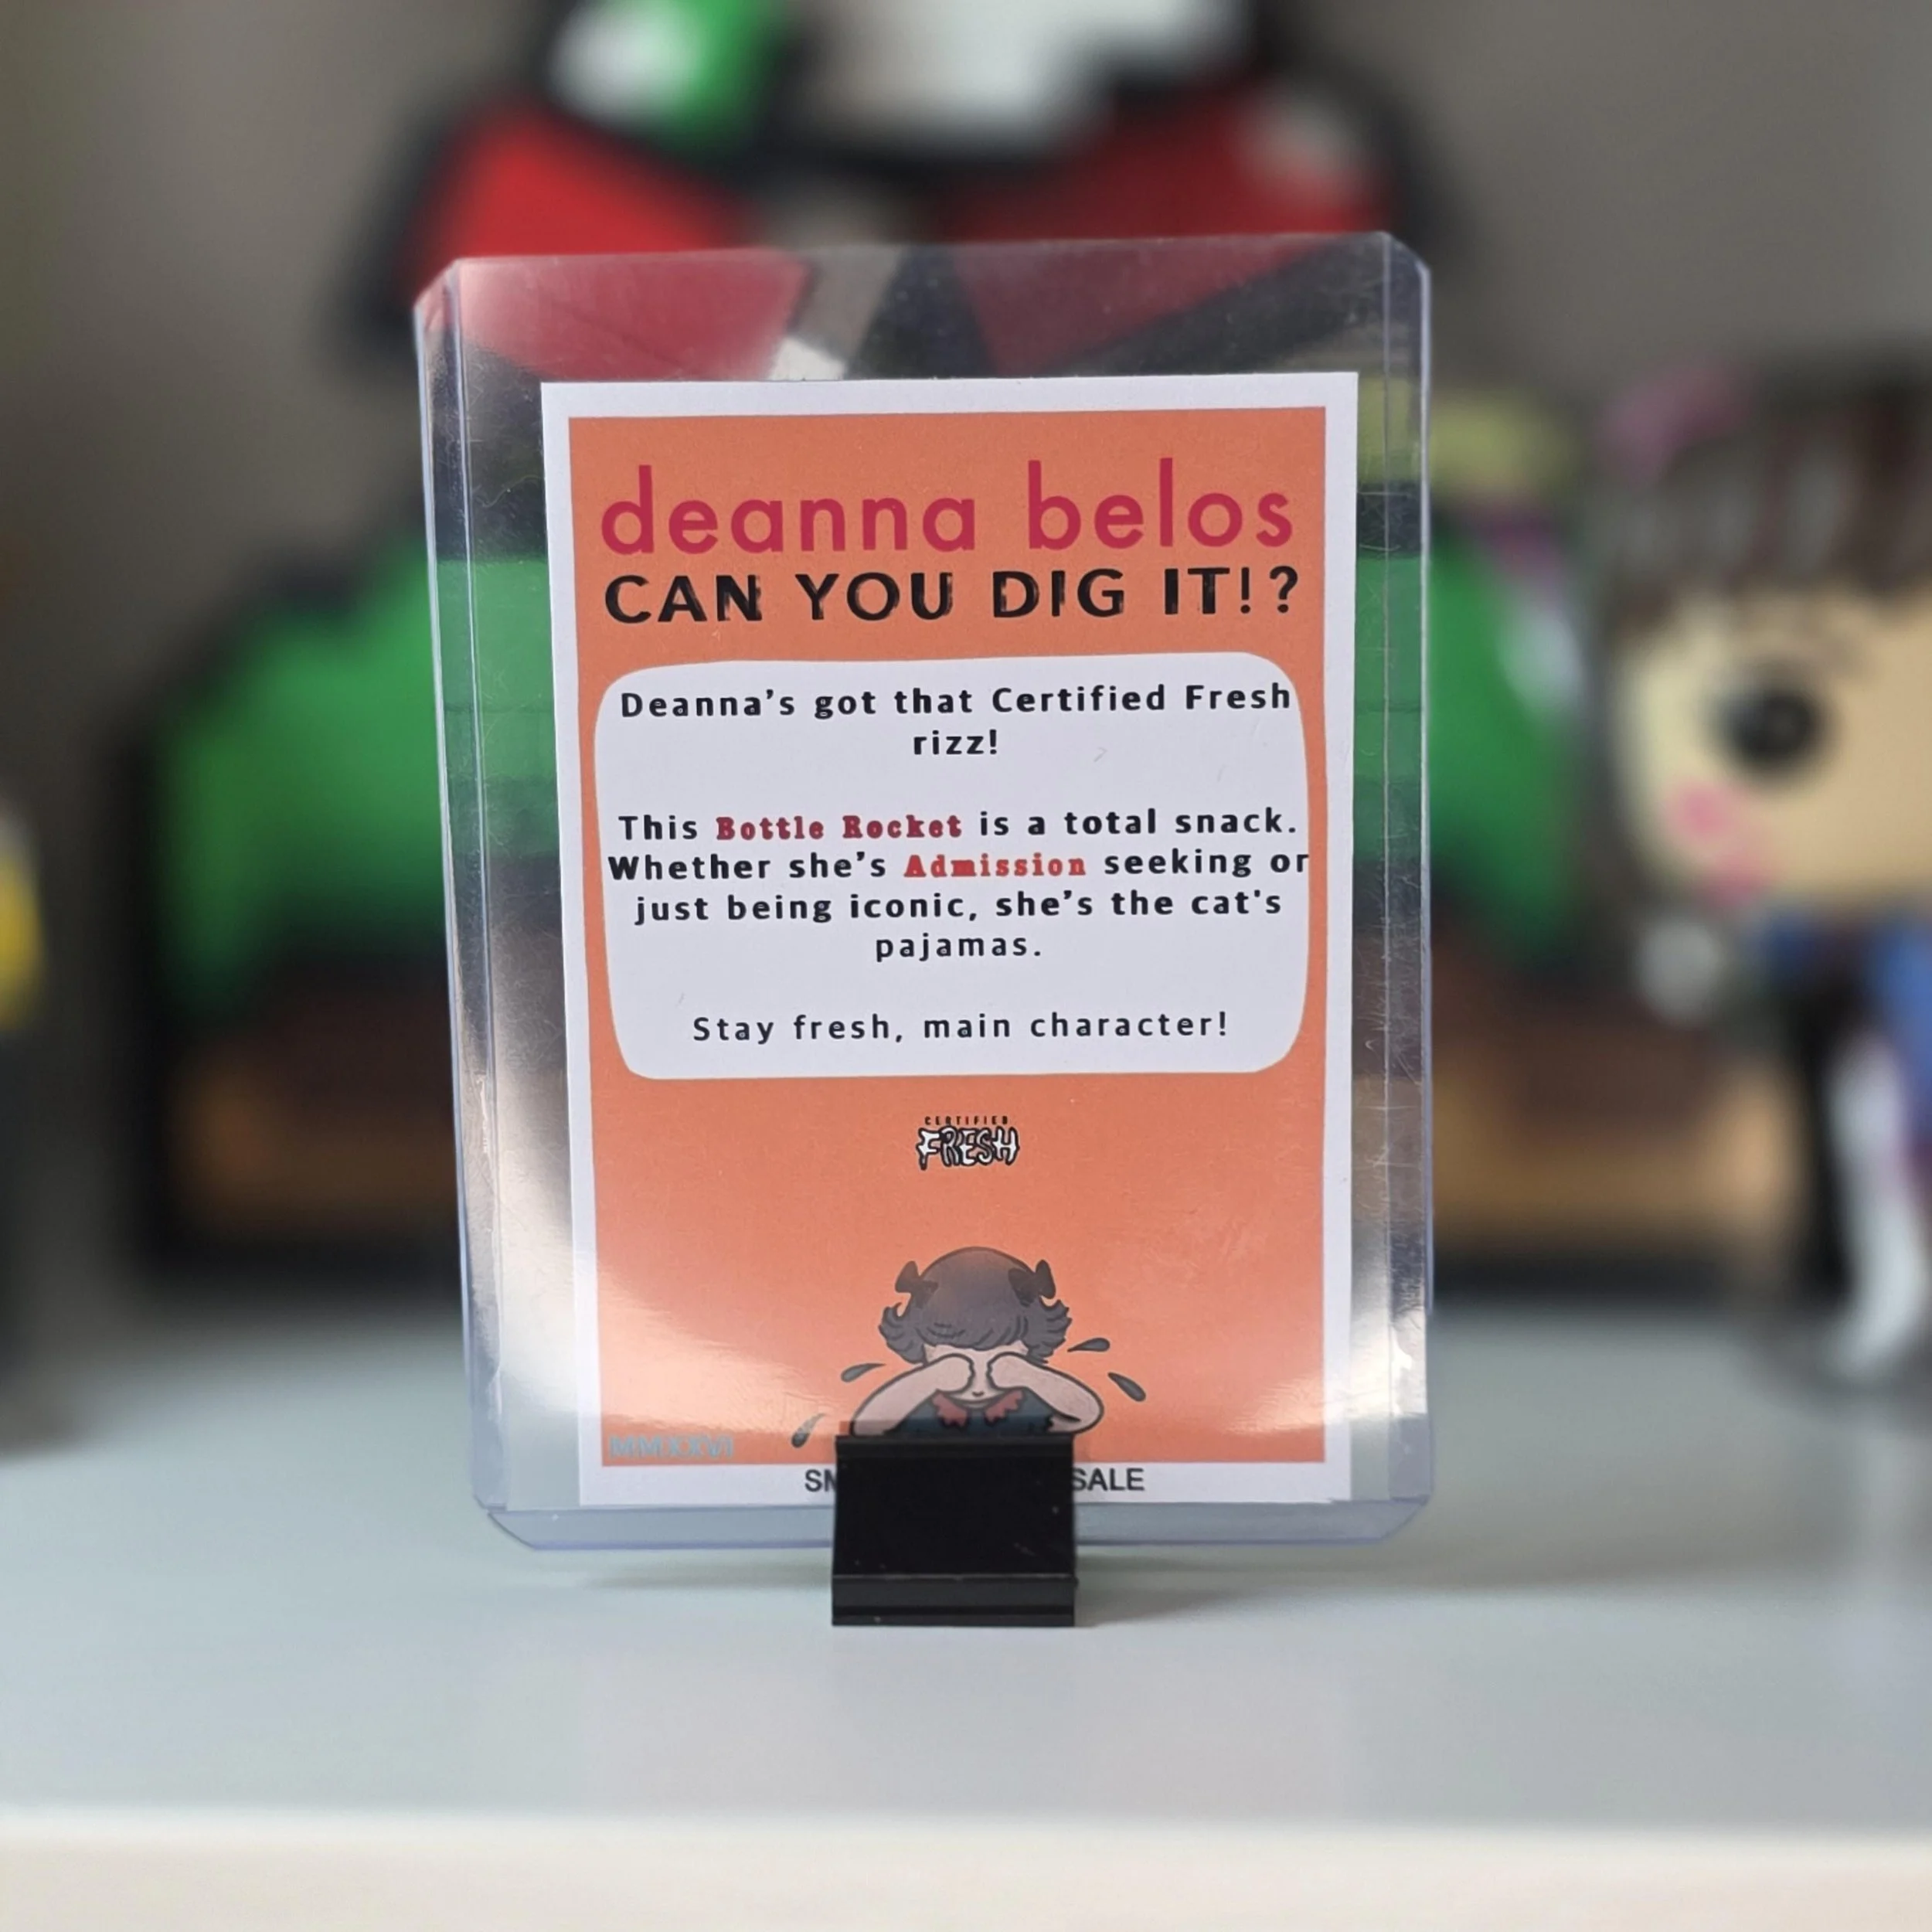 deanna belos
CAN YOU DIG IT!?
Deanna's got that Certified Fresh
rizz!
This Bottle Rocket is a total snack.
Whether she's Admission seeking or
just being iconic, she's the cat's
pajamas.
Stay fresh, main character!
CERTIFIED
FRESH
MMXXVI
SALE